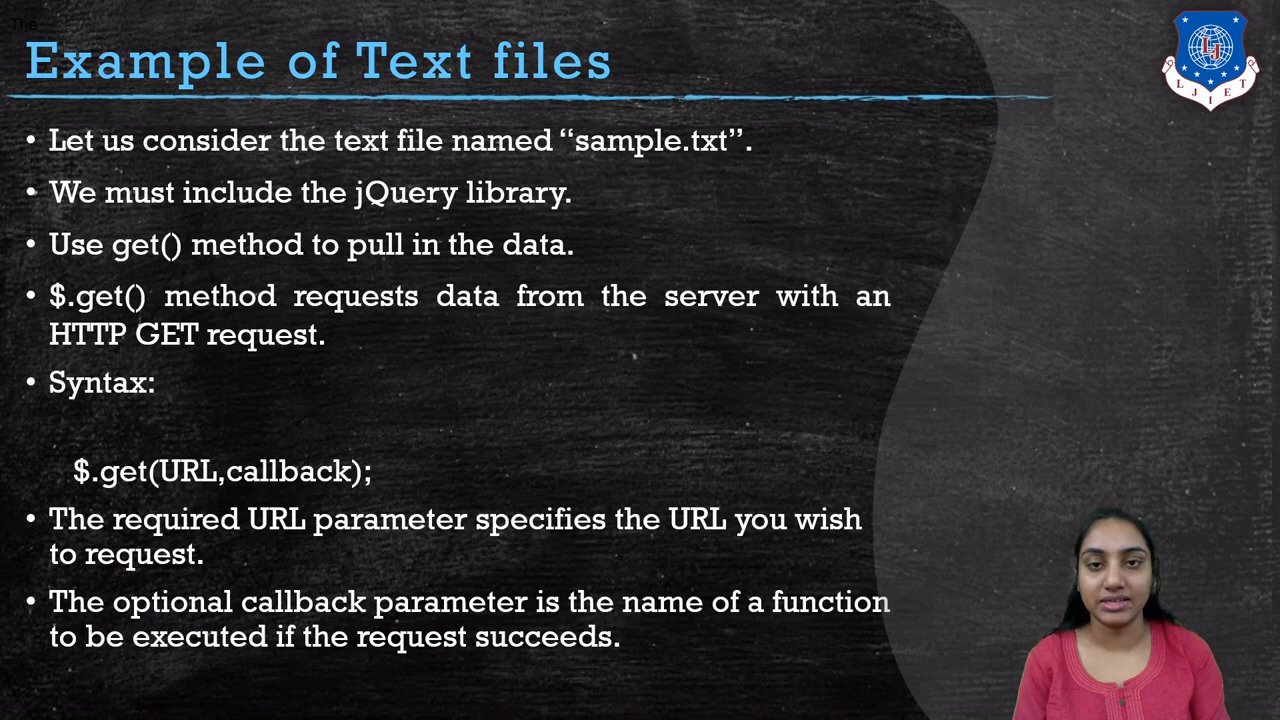 The
Example of Text files
LJ
L J I E T
• Let us consider the text file named “sample.txt”.
• We must include the jQuery library.
• Use get() method to pull in the data.
• $.get() method requests data from the server with an
HTTP GET request.
• Syntax:
$.get(URL,callback);
• The required URL parameter specifies the URL you wish
to request.
• The optional callback parameter is the name of a function
to be executed if the request succeeds.